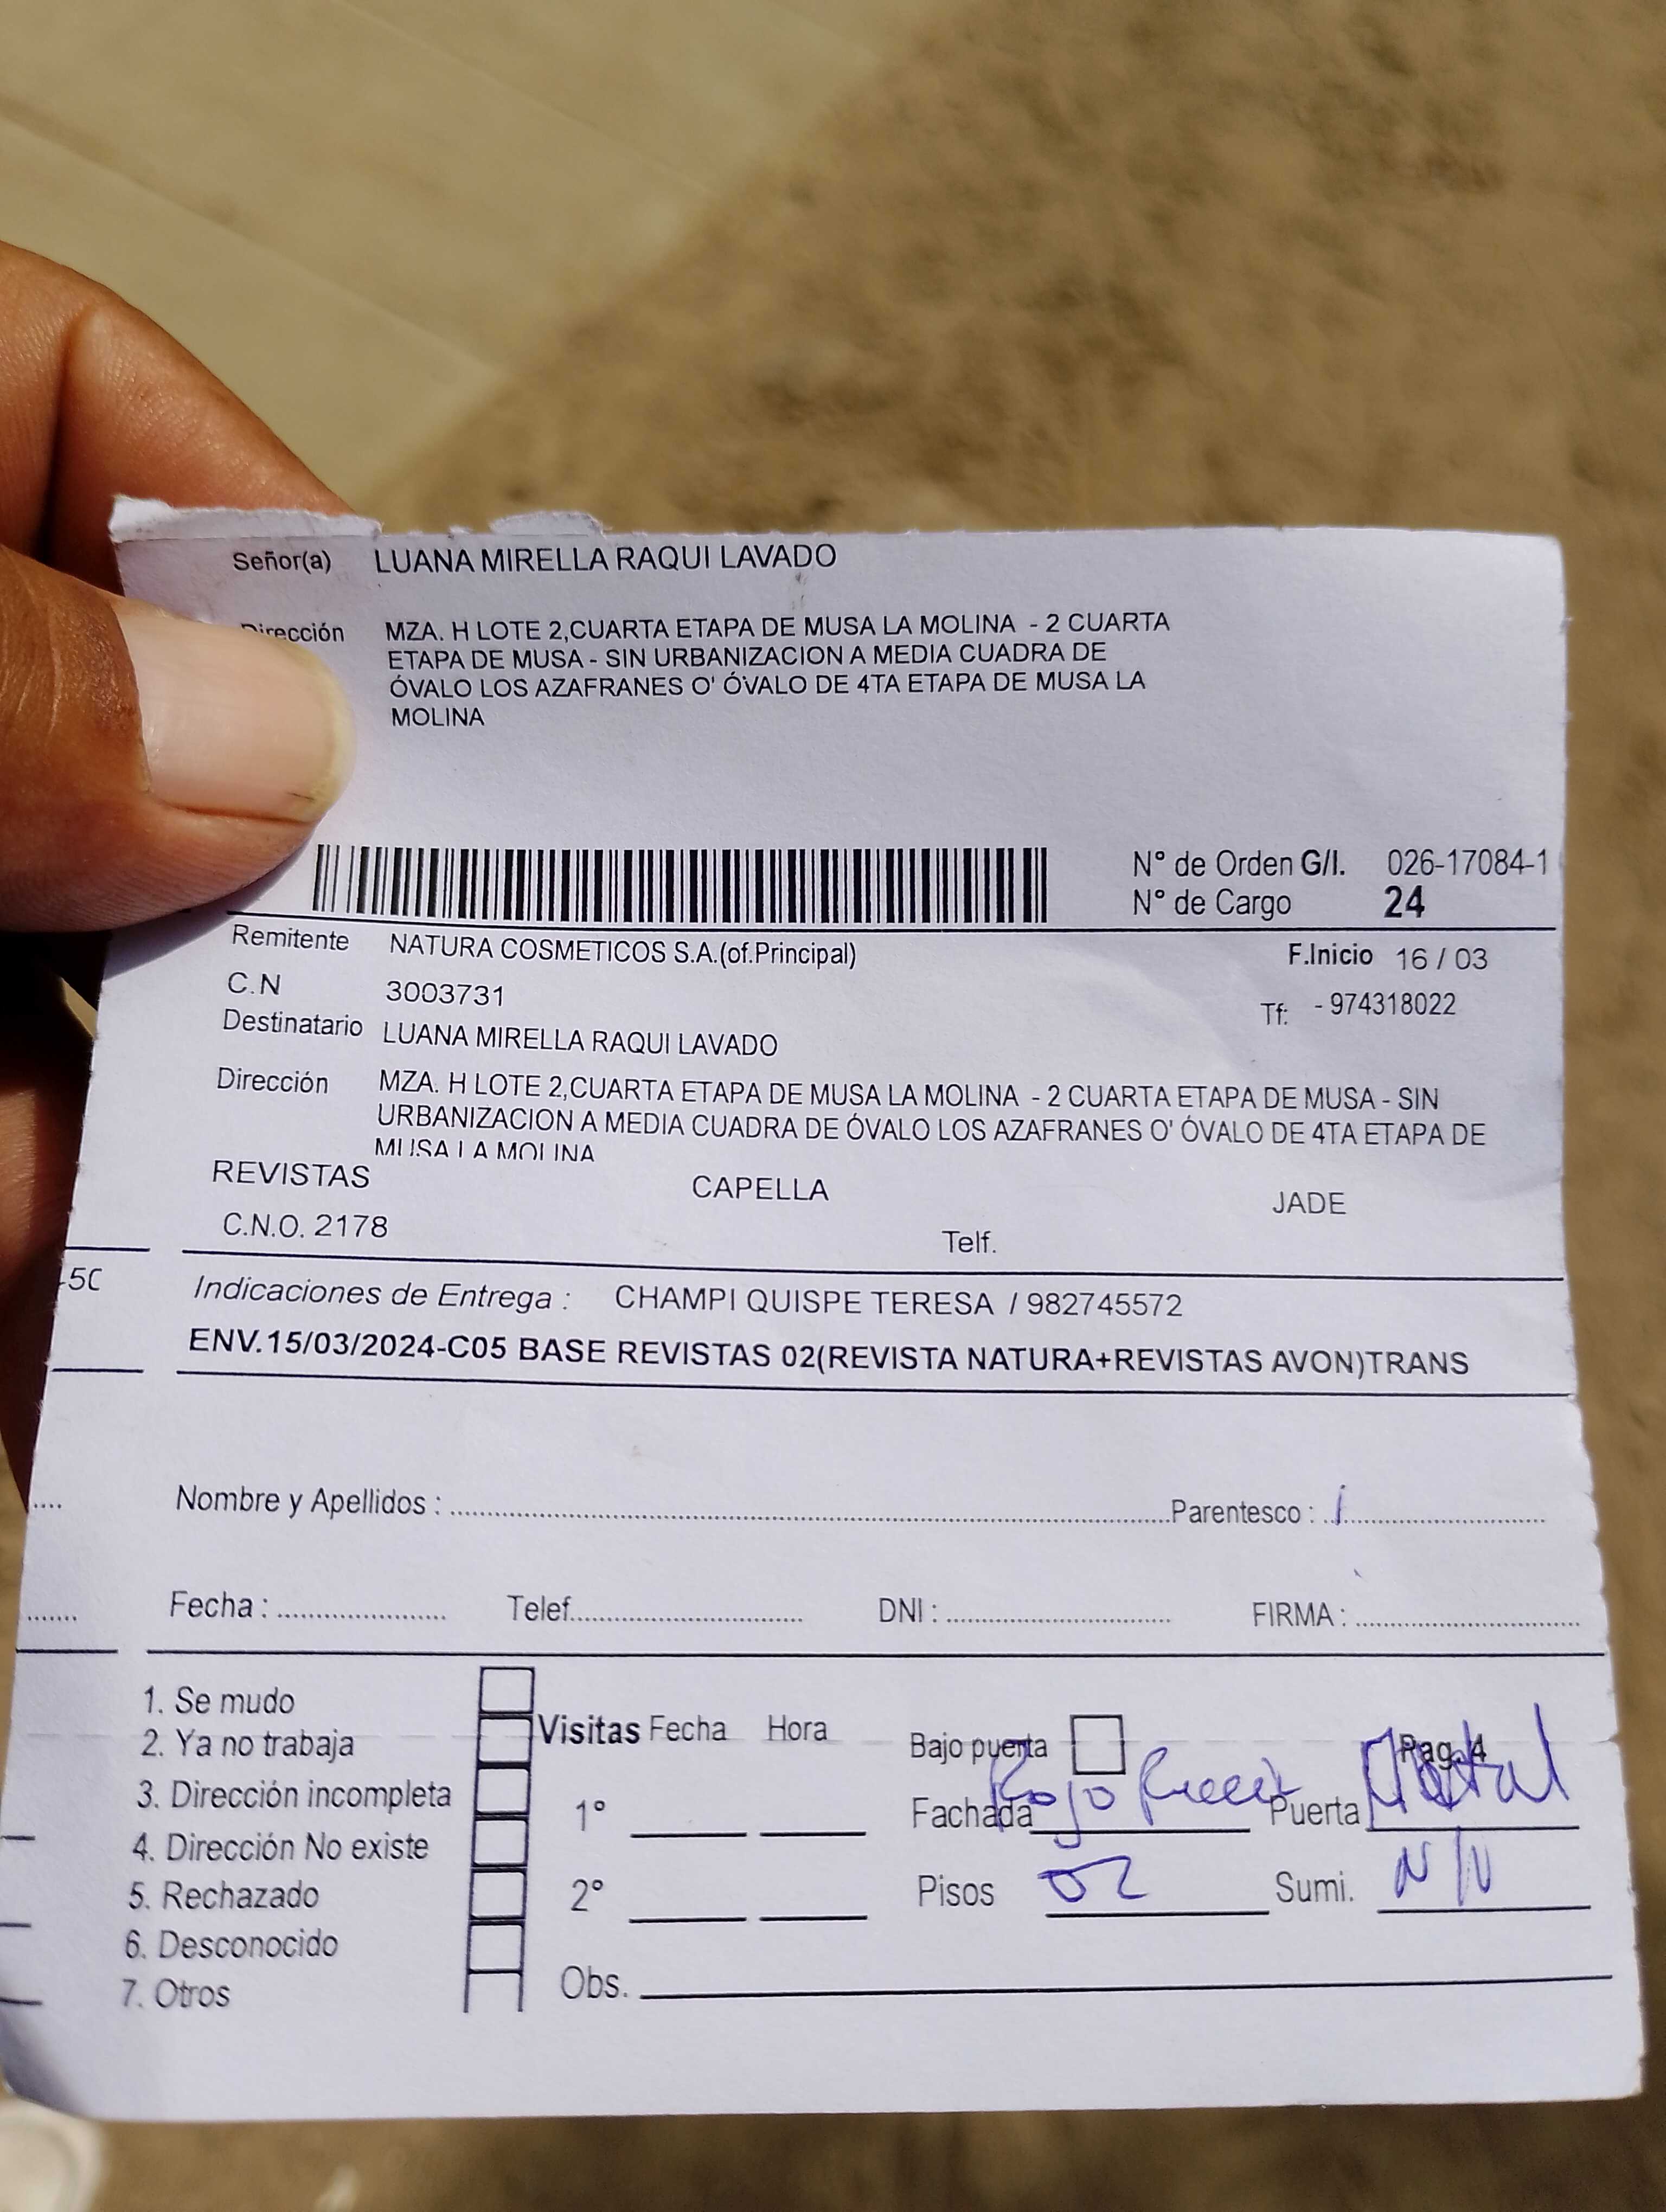 Señor(a) LUANA MIRELLA RAQUI LAVADO
Dirección MZA. H LOTE 2,CUARTA ETAPA DE MUSA LA MOLINA - 2 CUARTA
ETAPA DE MUSA - SIN URBANIZACION A MEDIA CUADRA DE
ÓVALO LOS AZAFRANES O' ÓVALO DE 4TA ETAPA DE MUSA LA
MOLINA
N° de Orden G/I. 026-17084-1
N° de Cargo 24
Remitente NATURA COSMETICOS S.A.(of.Principal) F.Inicio 16 / 03
C.N 3003731 Tf: - 974318022
Destinatario LUANA MIRELLA RAQUI LAVADO
Dirección MZA. H LOTE 2,CUARTA ETAPA DE MUSA LA MOLINA - 2 CUARTA ETAPA DE MUSA - SIN
URBANIZACION A MEDIA CUADRA DE ÓVALO LOS AZAFRANES O' ÓVALO DE 4TA ETAPA DE
MUSA LA MOLINA
REVISTAS CAPELLA JADE
C.N.O. 2178 Telf.
Indicaciones de Entrega : CHAMPI QUISPE TERESA / 982745572
ENV.15/03/2024-C05 BASE REVISTAS 02(REVISTA NATURA+REVISTAS AVON)TRANS
Nombre y Apellidos : Parentesco :
Fecha : Telef. DNI : FIRMA :
1. Se mudo
2. Ya no trabaja
3. Dirección incompleta
4. Dirección No existe
5. Rechazado
6. Desconocido
7. Otros
Visitas Fecha Hora
1°
2°
Obs.
Bajo puerta Pag. 4
Fachada Rojo Puerta Metal
Pisos 02 Sumi. N/N